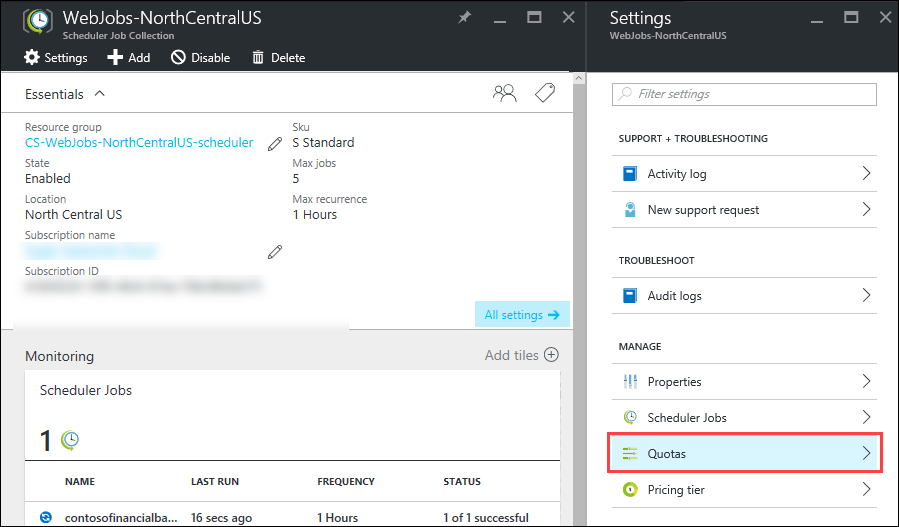 WebJobs-NorthCentralUS
Scheduler Job Collection
Settings
Add
Disable
Delete
Essentials
Resource group
CS-WebJobs-NorthCentralUS-scheduler
State
Enabled
Location
North Central US
Subscription name
Subscription ID
Sku
S Standard
Max jobs
5
Max recurrence
1 Hours
All settings
Monitoring
Add tiles
Scheduler Jobs
1
NAME LAST RUN FREQUENCY STATUS
contosofinancialba... 16 secs ago 1 Hours 1 of 1 successful
Settings
WebJobs-NorthCentralUS
Filter settings
SUPPORT + TROUBLESHOOTING
Activity log
New support request
TROUBLESHOOT
Audit logs
MANAGE
Properties
Scheduler Jobs
Quotas
Pricing tier